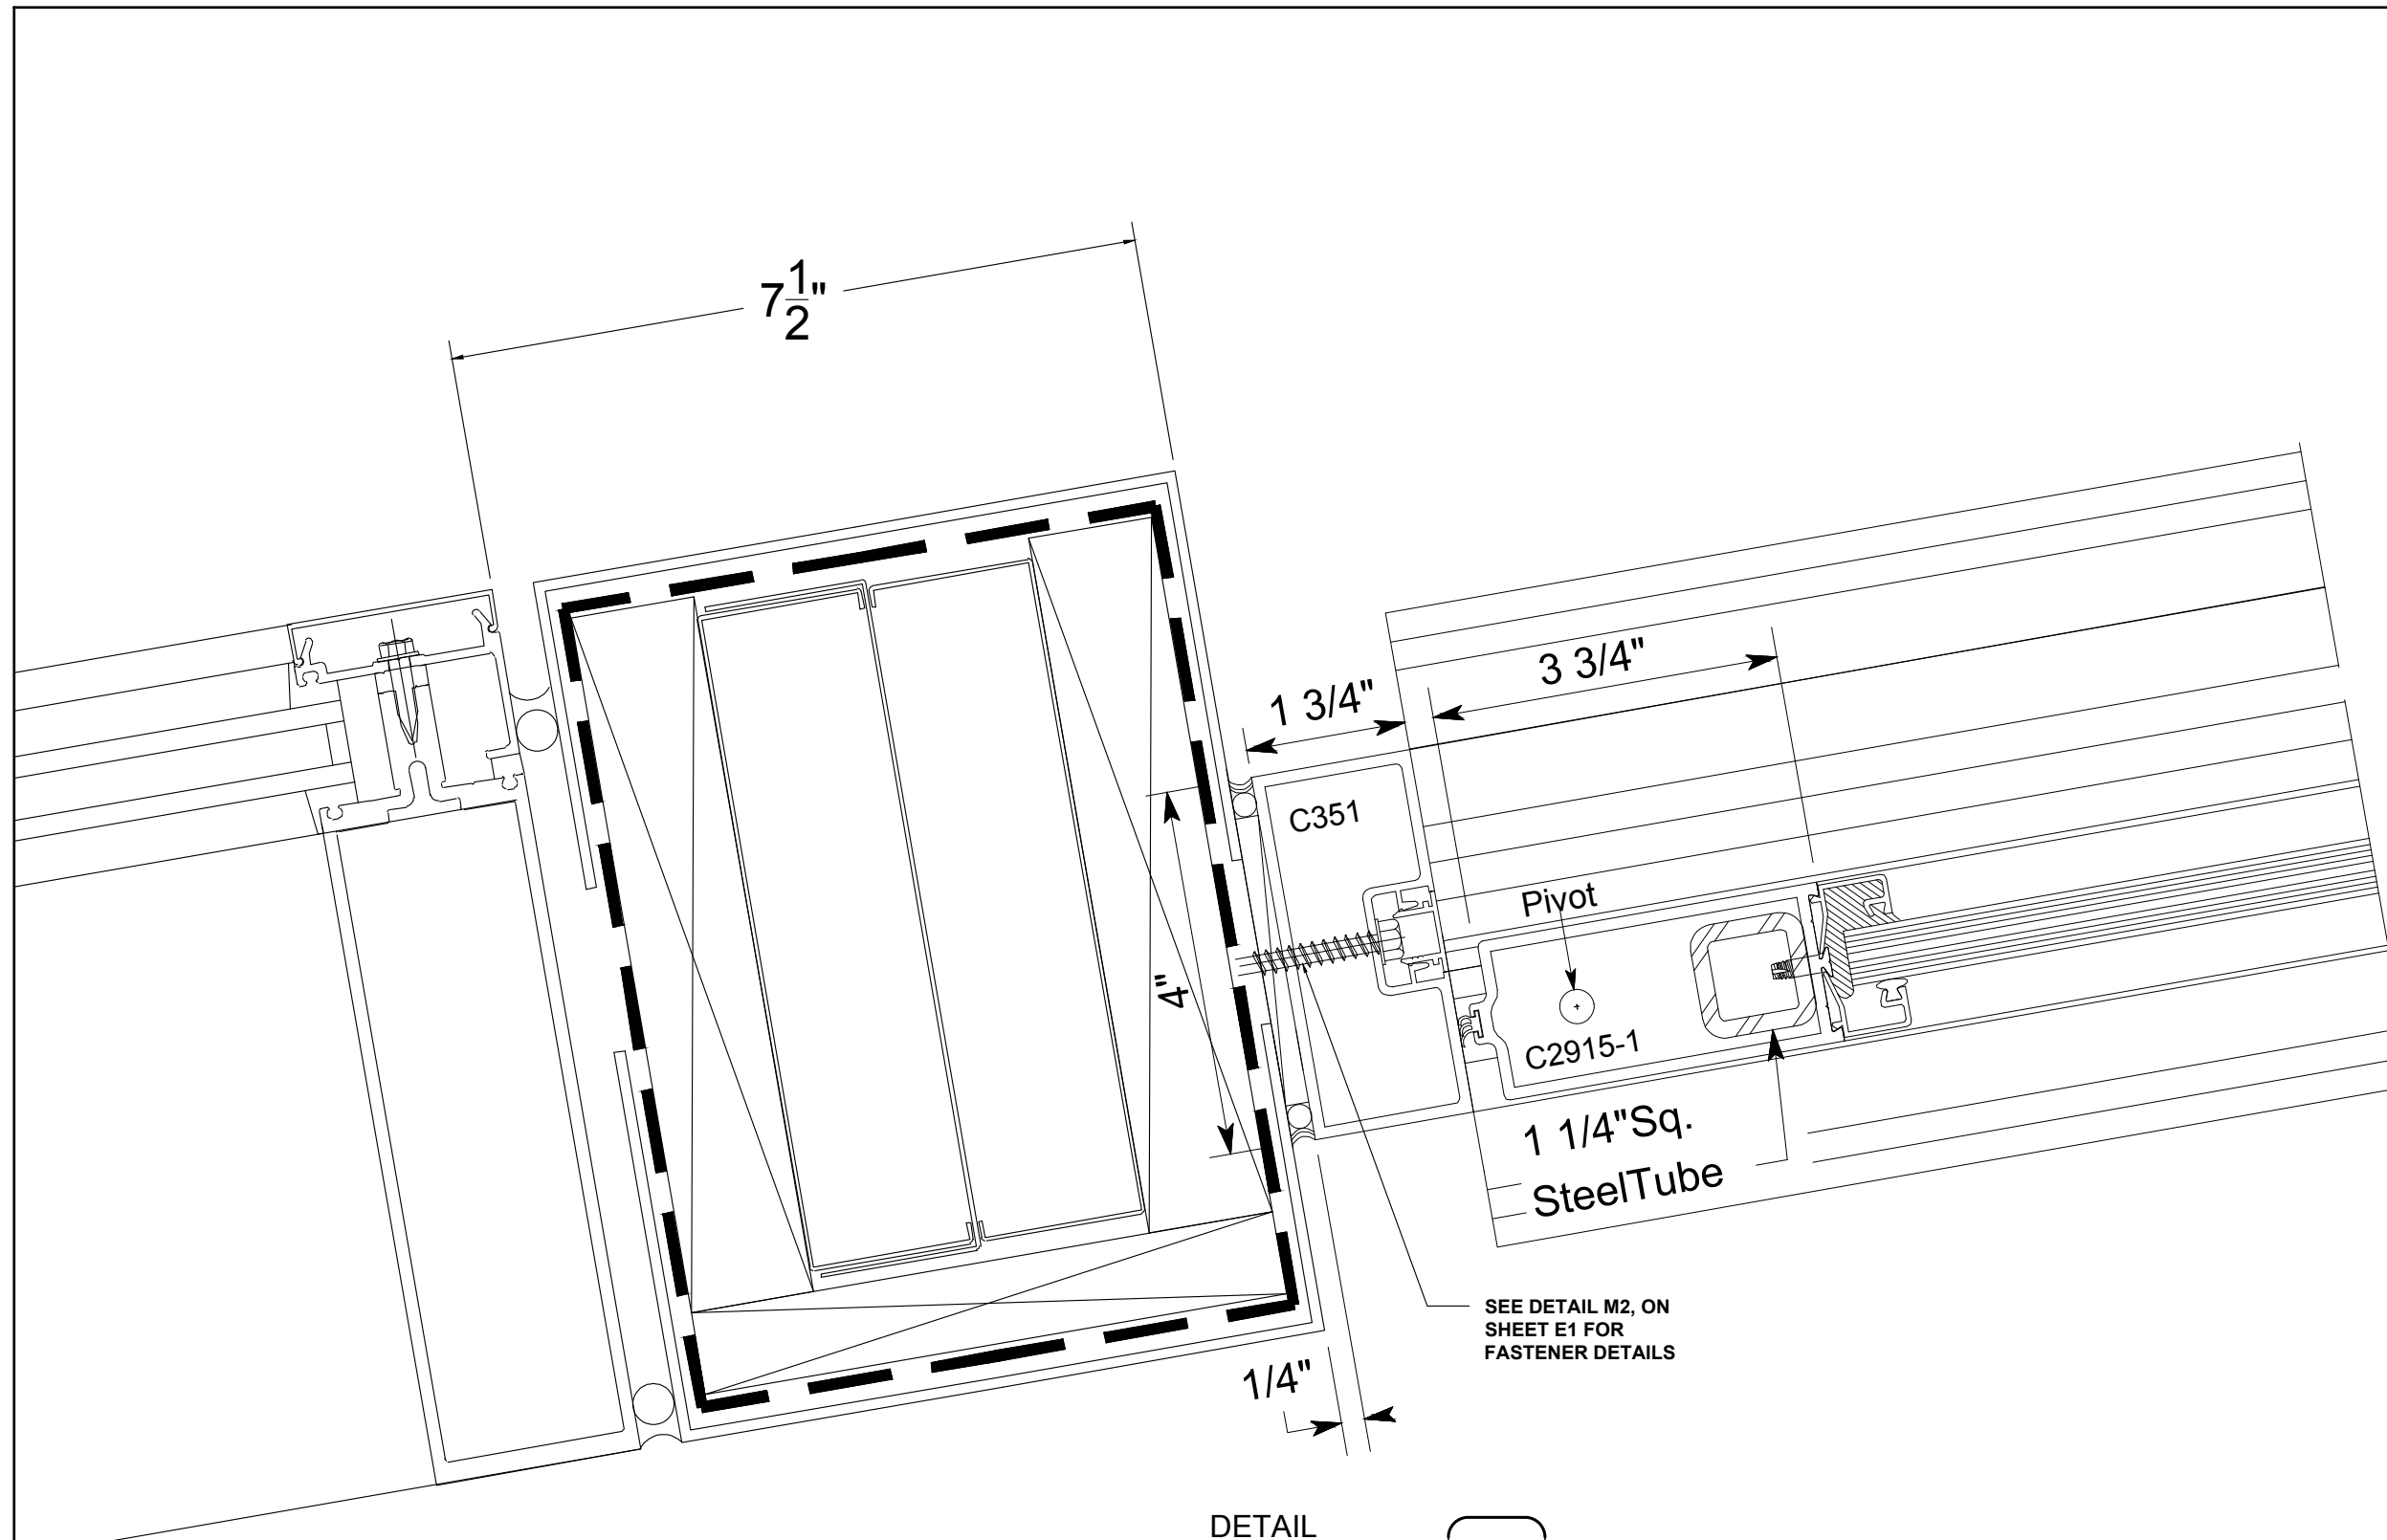 7 1/2"
3 3/4"
1 3/4"
C351
Pivot
4"
C2915-1
1 1/4"Sq.
SteelTube
SEE DETAIL M2, ON
SHEET E1 FOR
FASTENER DETAILS
1/4"
DETAIL